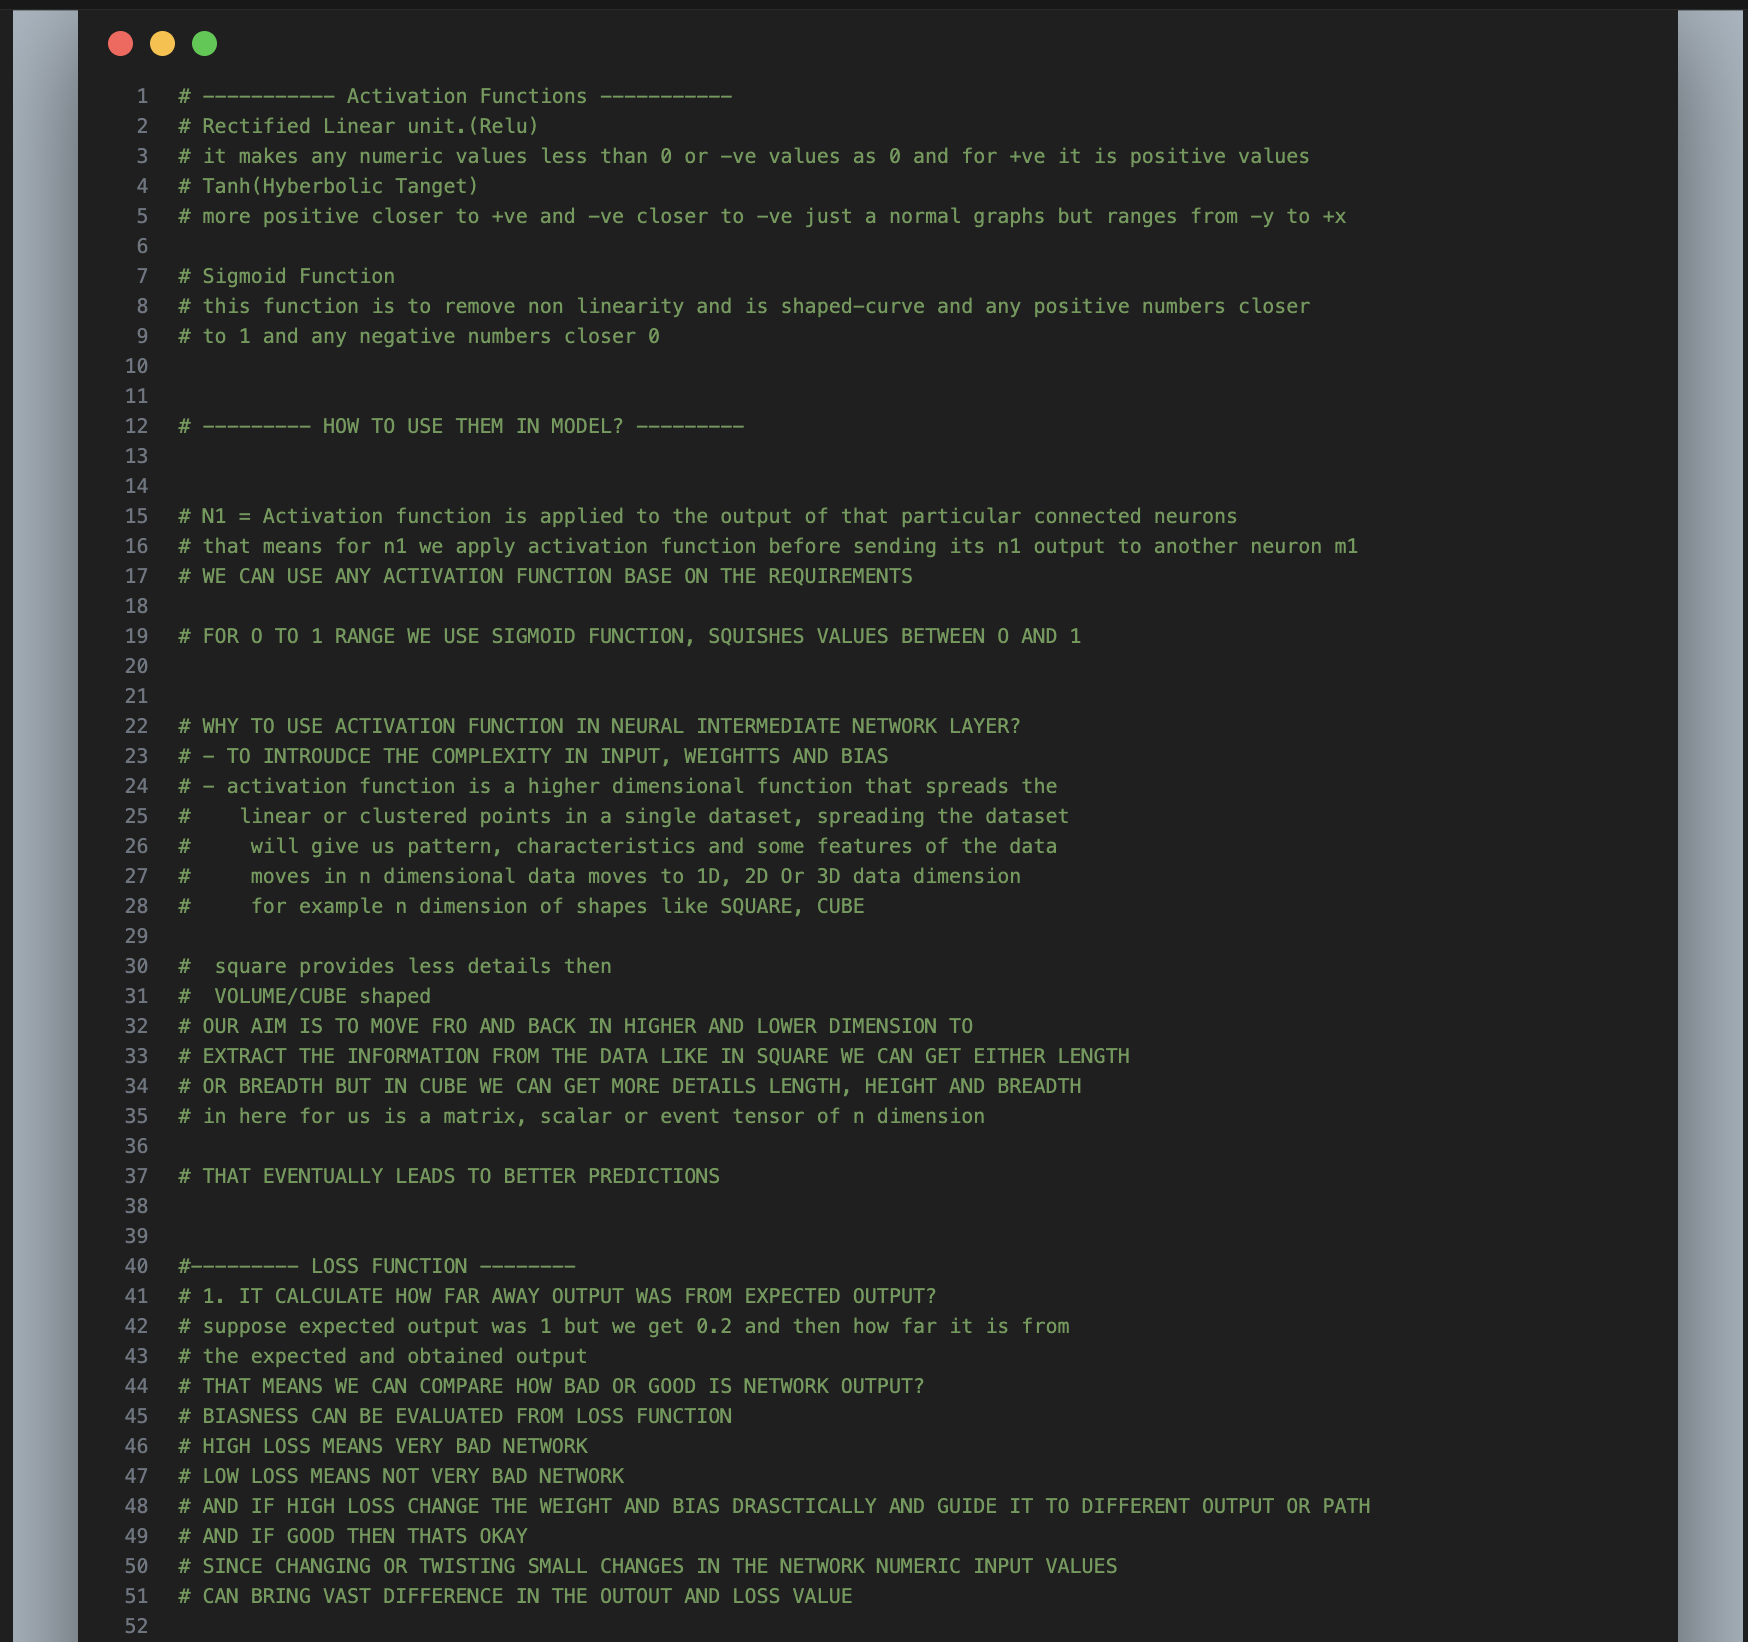 1 # ----------- Activation Functions -----------
2 # Rectified Linear unit.(Relu)
3 # it makes any numeric values less than 0 or -ve values as 0 and for +ve it is positive values
4 # Tanh(Hyberbolic Tanget)
5 # more positive closer to +ve and -ve closer to -ve just a normal graphs but ranges from -y to +x
6
7 # Sigmoid Function
8 # this function is to remove non linearity and is shaped-curve and any positive numbers closer
9 # to 1 and any negative numbers closer 0
10
11
12 # --------- HOW TO USE THEM IN MODEL? ---------
13
14
15 # N1 = Activation function is applied to the output of that particular connected neurons
16 # that means for n1 we apply activation function before sending its n1 output to another neuron m1
17 # WE CAN USE ANY ACTIVATION FUNCTION BASE ON THE REQUIREMENTS
18
19 # FOR O TO 1 RANGE WE USE SIGMOID FUNCTION, SQUISHES VALUES BETWEEN O AND 1
20
21
22 # WHY TO USE ACTIVATION FUNCTION IN NEURAL INTERMEDIATE NETWORK LAYER?
23 # - TO INTROUDCE THE COMPLEXITY IN INPUT, WEIGHTTS AND BIAS
24 # - activation function is a higher dimensional function that spreads the
25 #    linear or clustered points in a single dataset, spreading the dataset
26 #     will give us pattern, characteristics and some features of the data
27 #     moves in n dimensional data moves to 1D, 2D Or 3D data dimension
28 #     for example n dimension of shapes like SQUARE, CUBE
29
30 #  square provides less details then
31 #  VOLUME/CUBE shaped
32 # OUR AIM IS TO MOVE FRO AND BACK IN HIGHER AND LOWER DIMENSION TO
33 # EXTRACT THE INFORMATION FROM THE DATA LIKE IN SQUARE WE CAN GET EITHER LENGTH
34 # OR BREADTH BUT IN CUBE WE CAN GET MORE DETAILS LENGTH, HEIGHT AND BREADTH
35 # in here for us is a matrix, scalar or event tensor of n dimension
36
37 # THAT EVENTUALLY LEADS TO BETTER PREDICTIONS
38
39
40 #--------- LOSS FUNCTION --------
41 # 1. IT CALCULATE HOW FAR AWAY OUTPUT WAS FROM EXPECTED OUTPUT?
42 # suppose expected output was 1 but we get 0.2 and then how far it is from
43 # the expected and obtained output
44 # THAT MEANS WE CAN COMPARE HOW BAD OR GOOD IS NETWORK OUTPUT?
45 # BIASNESS CAN BE EVALUATED FROM LOSS FUNCTION
46 # HIGH LOSS MEANS VERY BAD NETWORK
47 # LOW LOSS MEANS NOT VERY BAD NETWORK
48 # AND IF HIGH LOSS CHANGE THE WEIGHT AND BIAS DRASCTICALLY AND GUIDE IT TO DIFFERENT OUTPUT OR PATH
49 # AND IF GOOD THEN THATS OKAY
50 # SINCE CHANGING OR TWISTING SMALL CHANGES IN THE NETWORK NUMERIC INPUT VALUES
51 # CAN BRING VAST DIFFERENCE IN THE OUTOUT AND LOSS VALUE
52